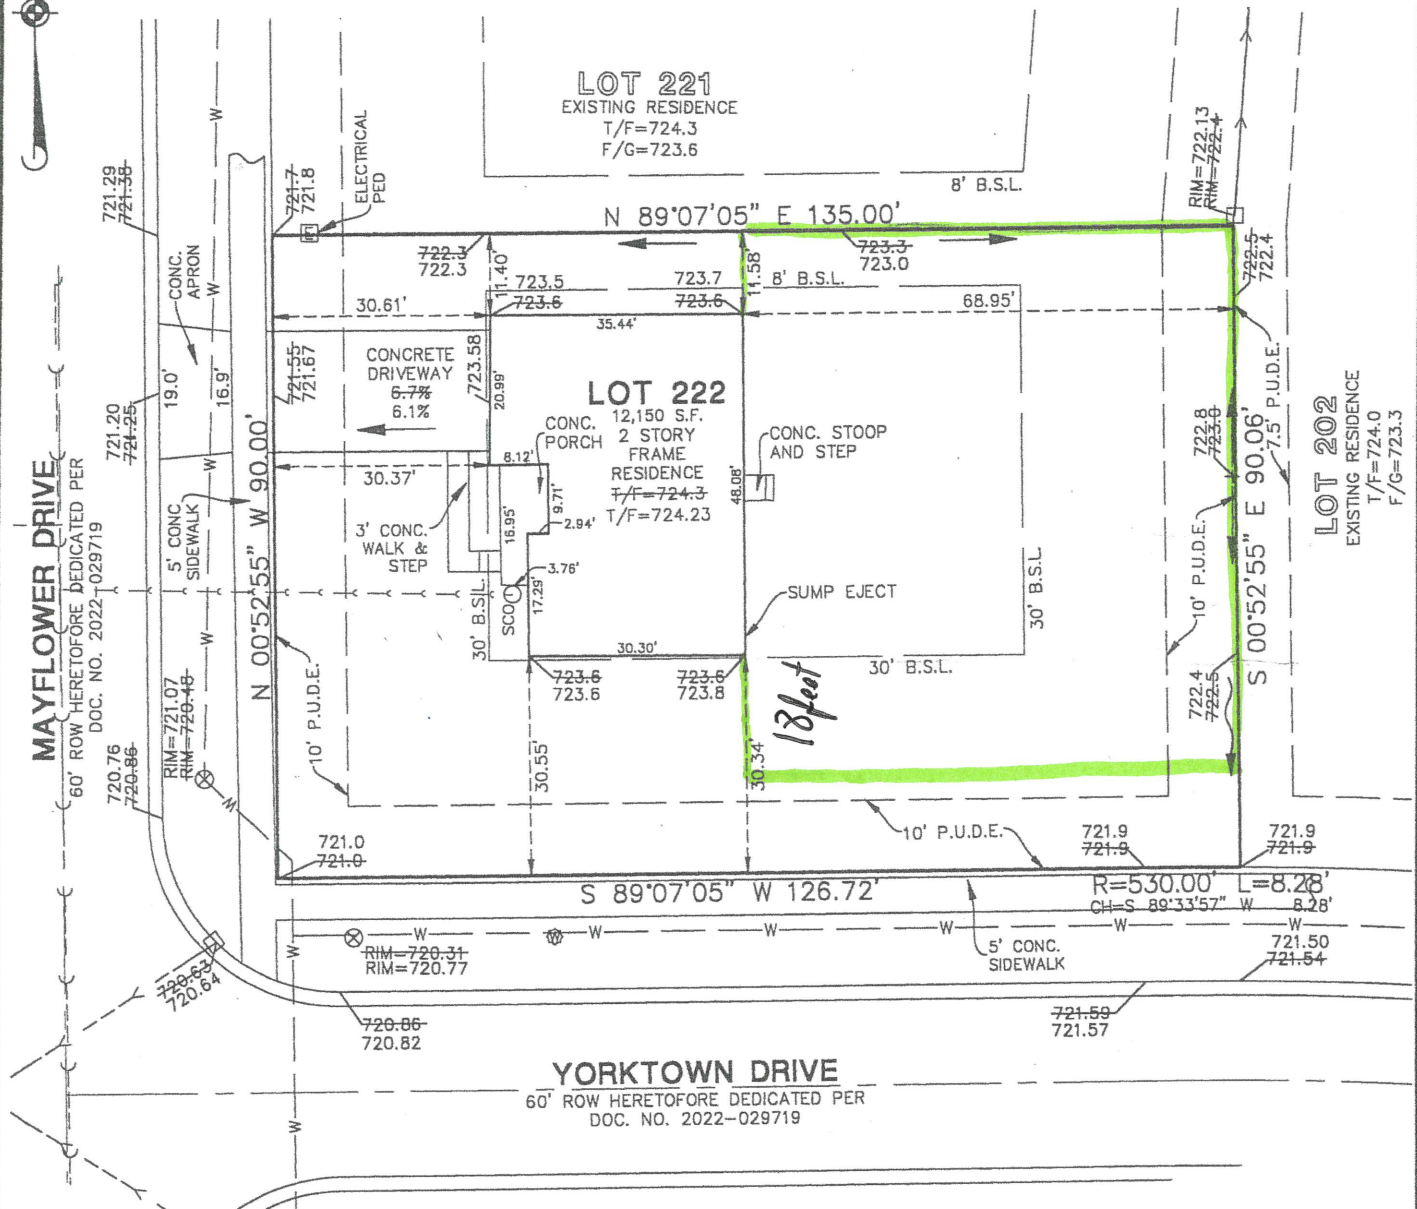 LOT 221
EXISTING RESIDENCE
T/F=724.3
F/G=723.6
8' B.S.L.
RIM=722.13
RIM=722.4
721.29
721.38
721.7
721.8
ELECTRICAL
PED
E
N 89°07'05" E 135.00'
722.3
722.3
11.40'
723.5
723.6
723.7
723.6
11.58'
8' B.S.L.
723.3
723.0
722.5
722.4
CONC.
APRON
30.61'
35.44'
68.95'
7.5' P.U.D.E.
19.0'
16.9'
721.55
721.67
CONCRETE
DRIVEWAY
6.7%
6.1%
723.58
20.99'
LOT 222
12,150 S.F.
2 STORY
FRAME
RESIDENCE
T/F=724.3
T/F=724.23
CONC.
PORCH
CONC. STOOP
AND STEP
721.20
721.25
8.12'
9.71'
48.08'
722.8
723.0
S 00°52'55" E 90.06'
LOT 202
EXISTING RESIDENCE
T/F=724.0
F/G=723.3
30.37'
3' CONC.
WALK &
STEP
16.95'
2.94'
3.76'
17.29'
SCO
30' B.S.L.
30' B.S.L.
10' P.U.D.E.
MAYFLOWER DRIVE
60' ROW HERETOFORE DEDICATED PER
DOC. NO. 2022-029719
5' CONC.
SIDEWALK
N 00°52'55" W 90.00'
SUMP EJECT
30.30'
723.6
723.6
723.6
723.8
30' B.S.L.
18 feet
722.4
722.5
10' P.U.D.E.
RIM=721.07
RIM=720.48
720.76
720.86
30.55'
30.34'
10' P.U.D.E.
721.0
721.0
721.9
721.9
721.9
721.9
S 89°07'05" W 126.72'
R=530.00' L=8.28'
CH=S 89°33'57" W 8.28'
W W W W W W
RIM=720.31
RIM=720.77
5' CONC.
SIDEWALK
721.50
721.54
720.63
720.64
720.86
720.82
721.59
721.57
YORKTOWN DRIVE
60' ROW HERETOFORE DEDICATED PER
DOC. NO. 2022-029719